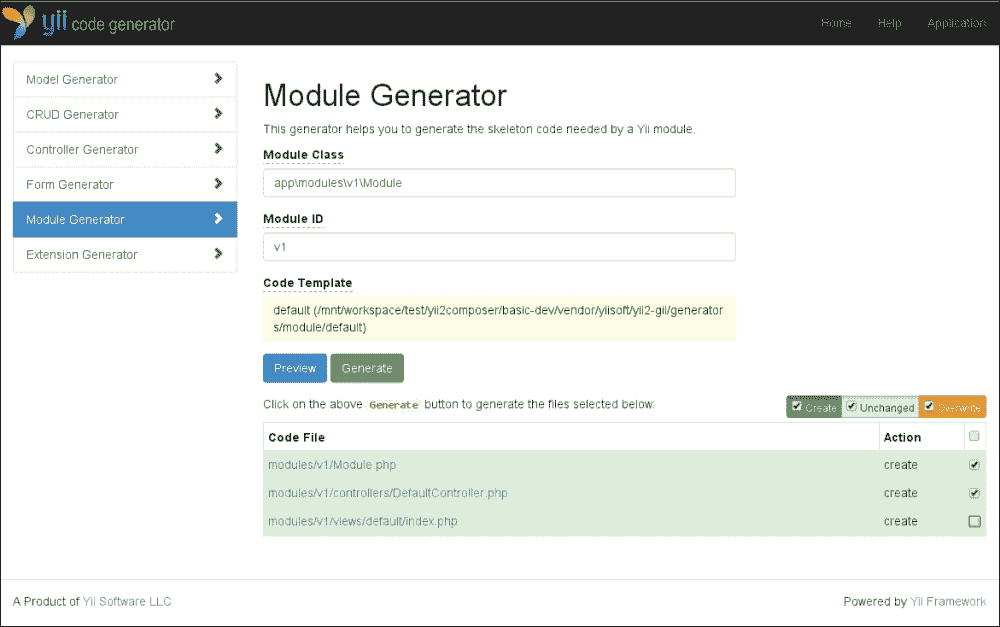 yii code generator
Home Help Application
Model Generator
CRUD Generator
Controller Generator
Form Generator
Module Generator
Extension Generator
Module Generator
This generator helps you to generate the skeleton code needed by a Yii module.
Module Class
app\modules\v1\Module
Module ID
v1
Code Template
default (/mnt/workspace/test/yii2composer/basic-dev/vendor/yiisoft/yii2-gii/generator
s/module/default)
Preview Generate
Click on the above Generate button to generate the files selected below:
Create Unchanged Overwrite
Code File Action
modules/v1/Module.php create
modules/v1/controllers/DefaultController.php create
modules/v1/views/default/index.php create
A Product of Yii Software LLC
Powered by Yii Framework